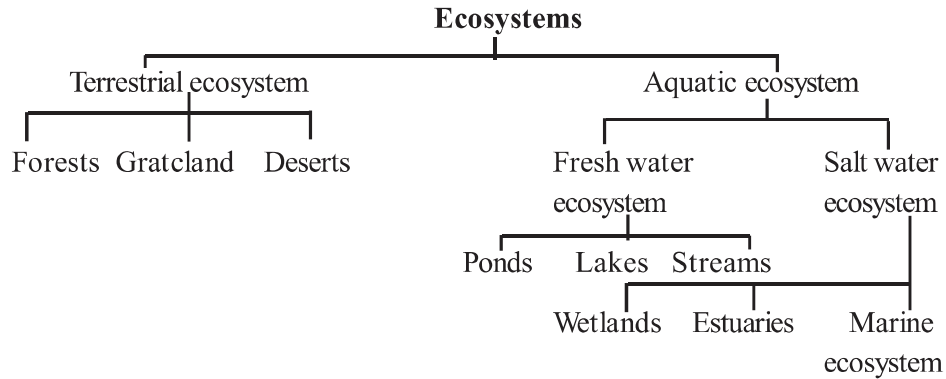 Ecosystems
Terrestrial ecosystem Aquatic ecosystem
Forests Gratcland Deserts Fresh water Salt water
ecosystem ecosystem
Ponds Lakes Streams
Wetlands Estuaries Marine
ecosystem